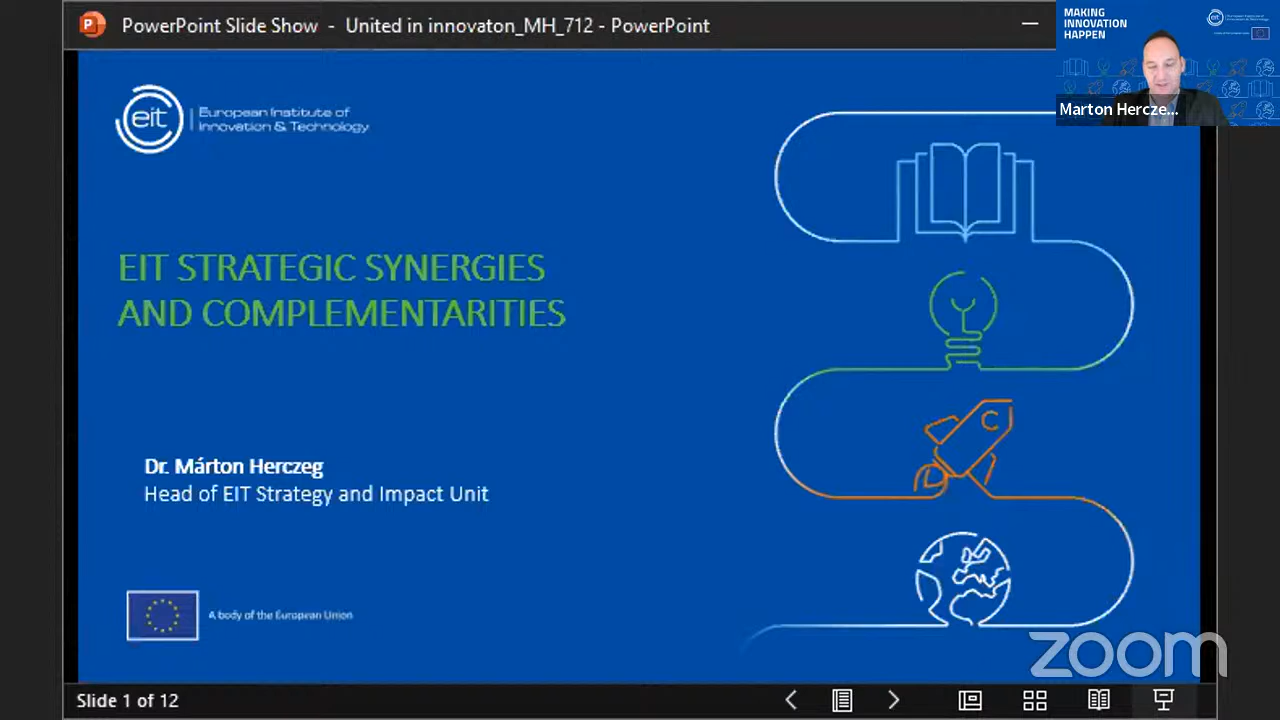 PowerPoint Slide Show - United in innovaton_MH_712 - PowerPoint
MAKING
INNOVATION
HAPPEN
eit
Marton Hercze...
eit
European Institute of
Innovation & Technology
EIT STRATEGIC SYNERGIES
AND COMPLEMENTARITIES
Dr. Márton Herczeg
Head of EIT Strategy and Impact Unit
A body of the European Union
zoom
Slide 1 of 12